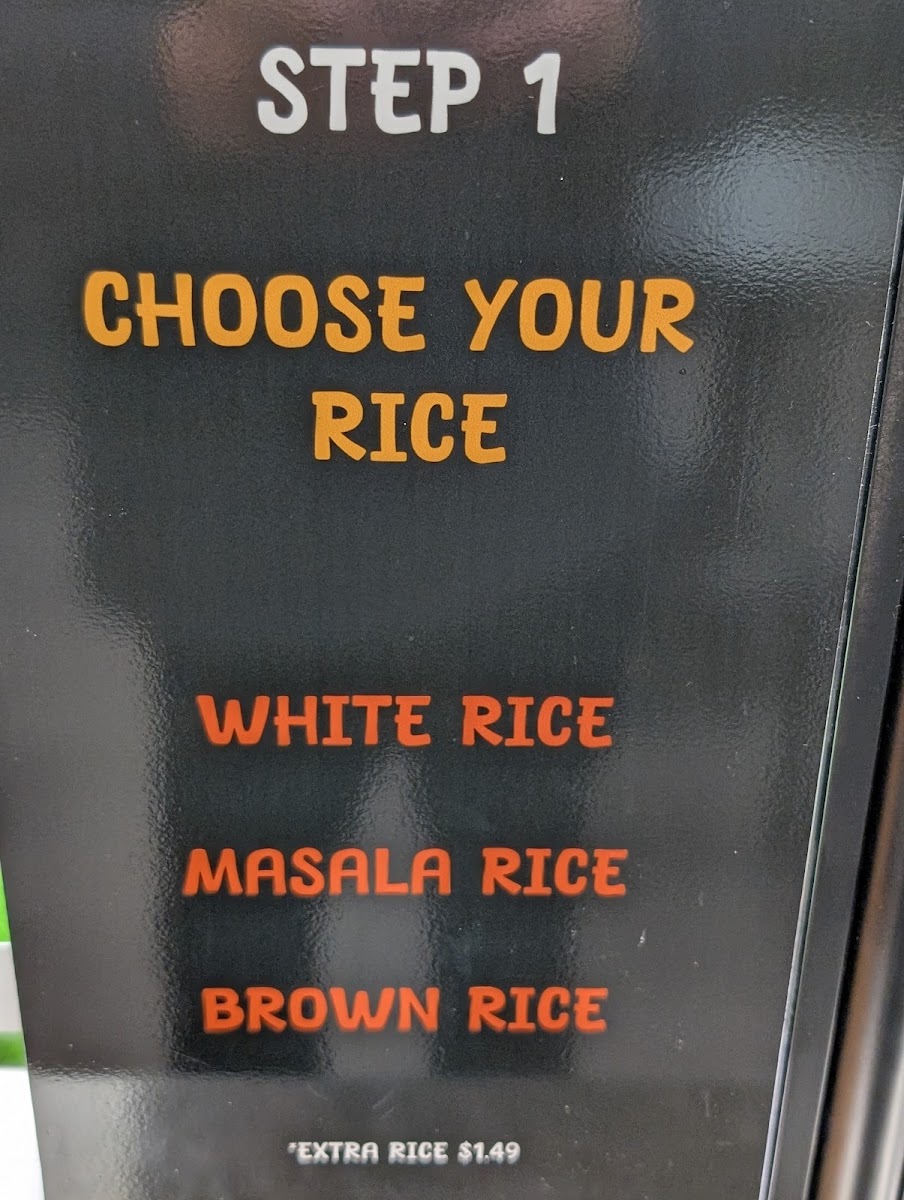 STEP 1
CHOOSE YOUR
RICE
WHITE RICE
MASALA RICE
BROWN RICE
*EXTRA RICE $1.49